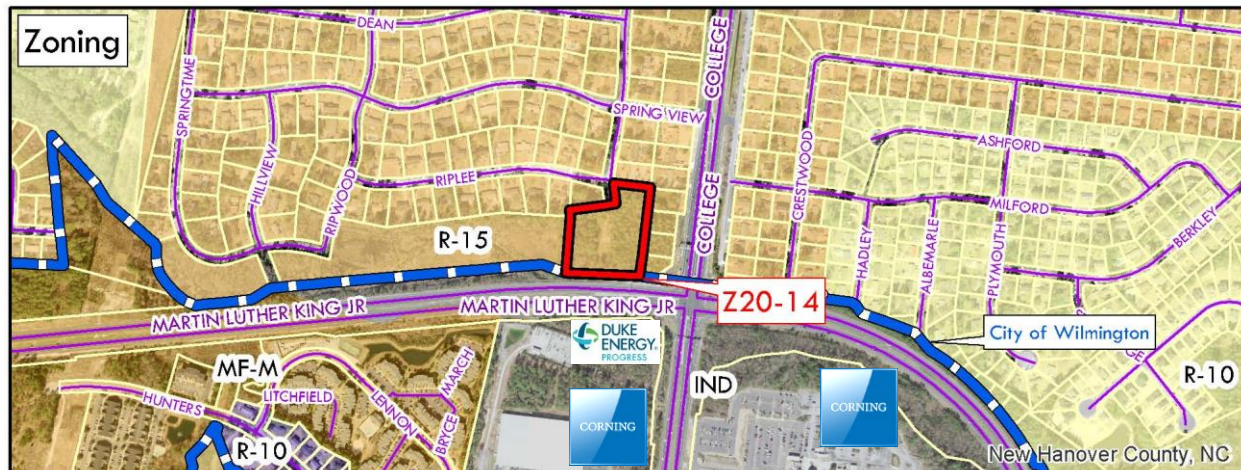 Zoning
DEAN
COLLEGE
SPRINGTIME
SPRING VIEW
CRESTWOOD
ASHFORD
HILLVIEW
RIPWOOD
RIPLEE
MILFORD
BERKLEY
HADLEY
ALBEMARLE
PLYMOUTH
R-15
COLLEGE
Z20-14
MARTIN LUTHER KING JR
MARTIN LUTHER KING JR
City of Wilmington
DUKE
ENERGY
PROGRESS
MF-M
MARCH
HUNTERS
LITCHFIELD
LENNON
BRYCE
IND
R-10
CORNING
CORNING
R-10
New Hanover County, NC